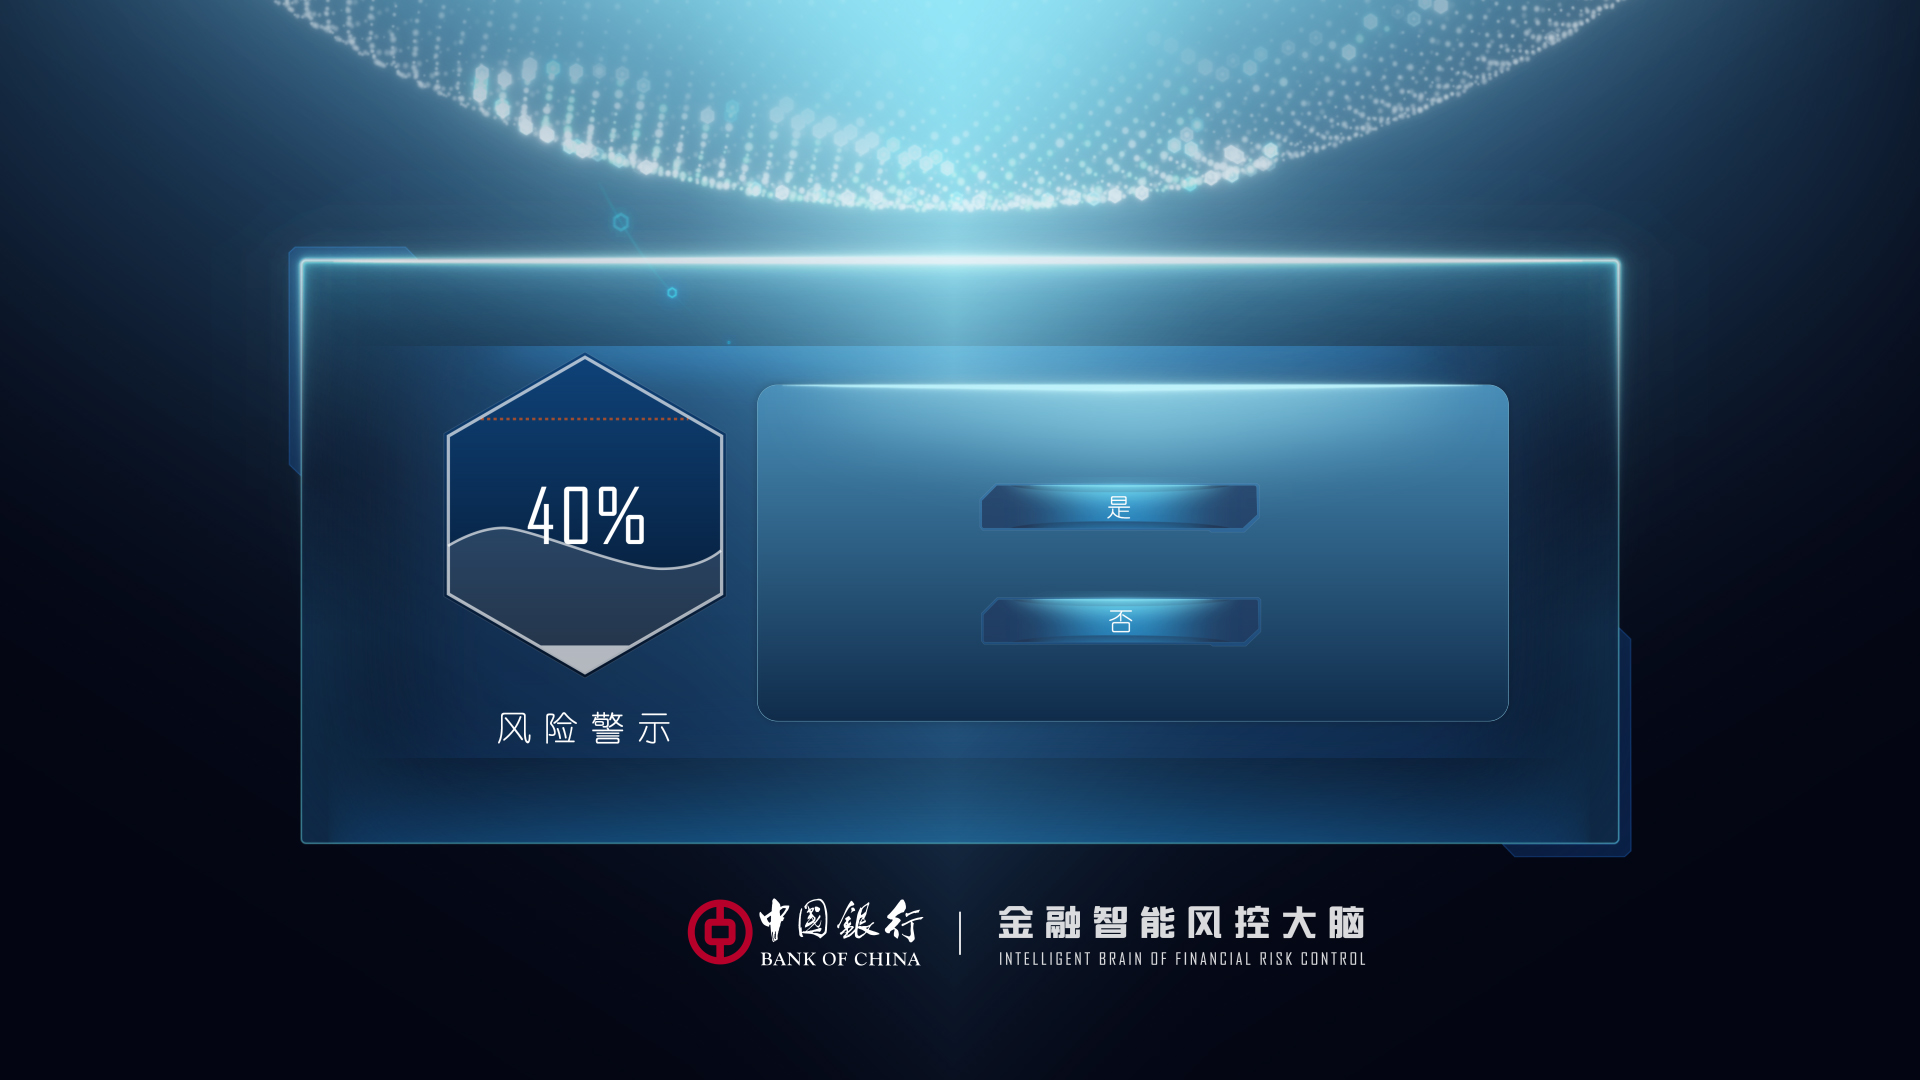 40%
风险警示
是
否
中国銀行
BANK OF CHINA
金融智能风控大脑
INTELLIGENT BRAIN OF FINANCIAL RISK CONTROL